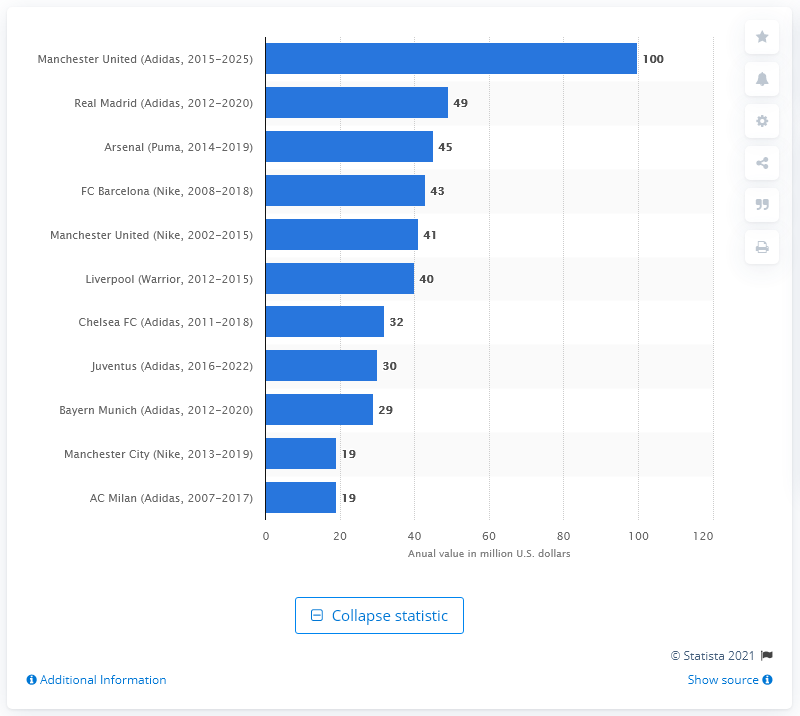 Manchester United (Adidas, 2015-2025) 100
Real Madrid (Adidas, 2012-2020) 49
Arsenal (Puma, 2014-2019) 45
FC Barcelona (Nike, 2008-2018) 43
Manchester United (Nike, 2002-2015) 41
Liverpool (Warrior, 2012-2015) 40
Chelsea FC (Adidas, 2011-2018) 32
Juventus (Adidas, 2016-2022) 30
Bayern Munich (Adidas, 2012-2020) 29
Manchester City (Nike, 2013-2019) 19
AC Milan (Adidas, 2007-2017) 19
0 20 40 60 80 100 120
Anual value in million U.S. dollars
Collapse statistic
© Statista 2021
Additional Information Show source